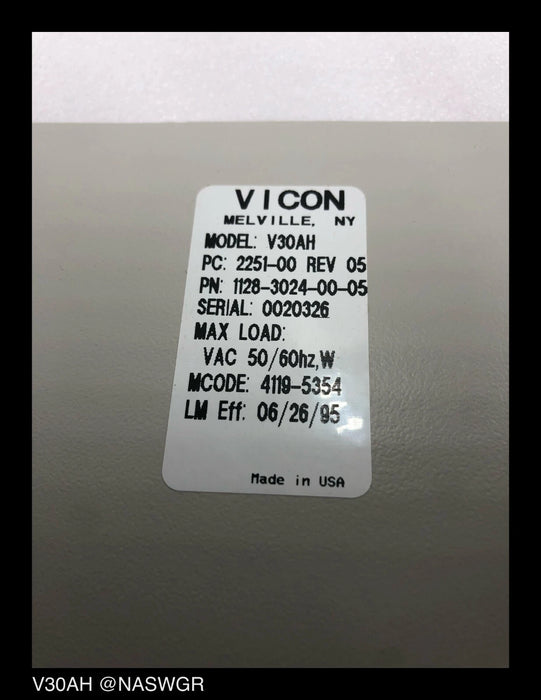 VICON
MELVILLE, NY
MODEL: V30AH
PC: 2251-00 REV 05
PN: 1128-3024-00-05
SERIAL: 0020326
MAX LOAD:
VAC 50/60hz,W
MCODE: 4119-5354
LM Eff: 06/26/95
Made in USA
V30AH @NASWGR